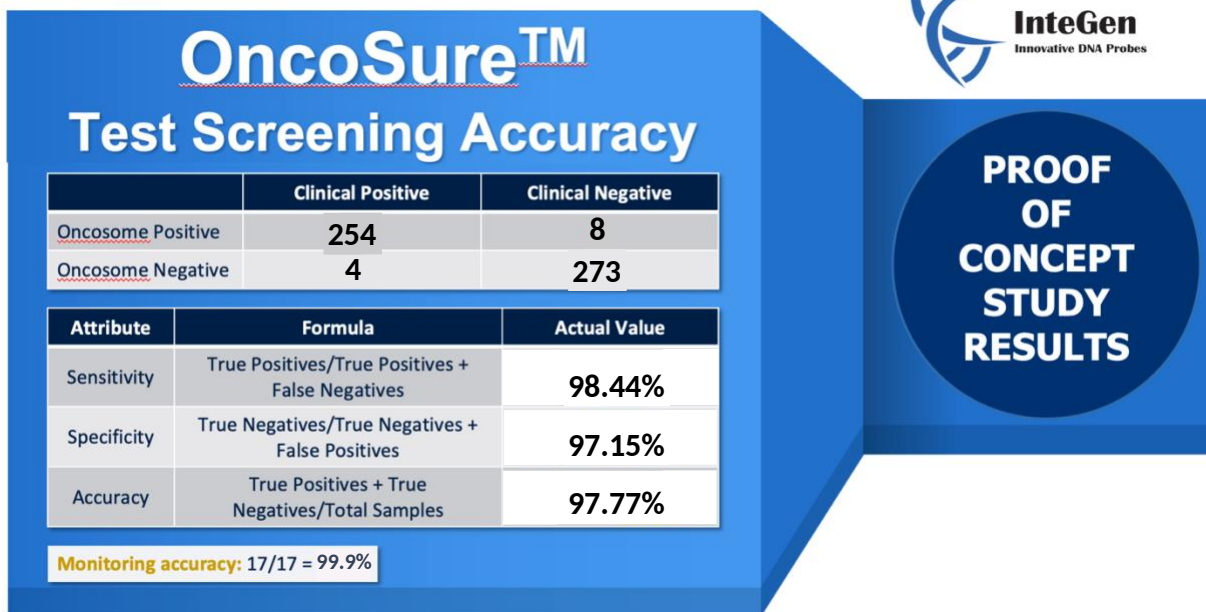 OncoSure™
Test Screening Accuracy
InteGen
Innovative DNA Probes
Clinical Positive Clinical Negative
Oncosome Positive 254 8
Oncosome Negative 4 273
Attribute Formula Actual Value
Sensitivity True Positives/True Positives +
False Negatives 98.44%
Specificity True Negatives/True Negatives +
False Positives 97.15%
Accuracy True Positives + True
Negatives/Total Samples 97.77%
Monitoring accuracy: 17/17 = 99.9%
PROOF
OF
CONCEPT
STUDY
RESULTS